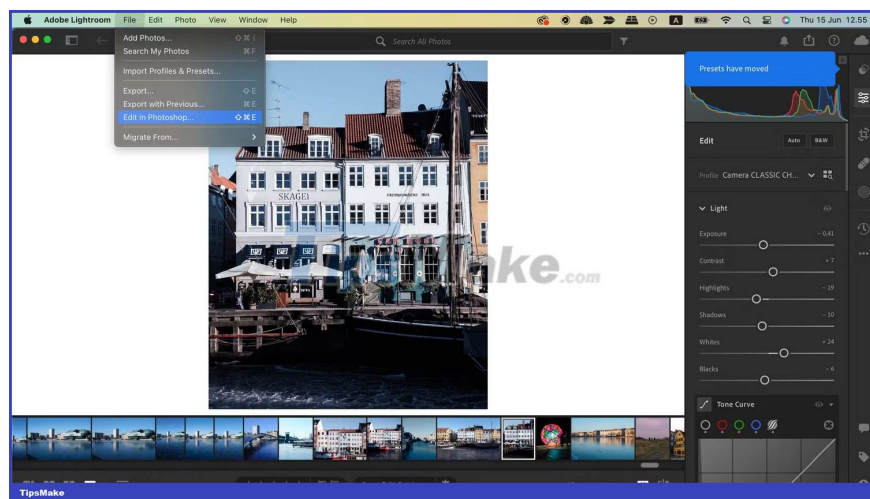 Adobe Lightroom File Edit Photo View Window Help Thu 15 Jun 12.55
Add Photos... ⇧⌘I
Search My Photos ⌘F
Import Profiles & Presets...
Export... ⇧E
Export with Previous... ⌘E
Edit in Photoshop... ⇧⌘E
Migrate From...
Search All Photos
Presets have moved
Edit Auto B&W
Profile Camera CLASSIC CH...
Light
Exposure – 0,41
Contrast + 7
Highlights – 19
Shadows – 10
Whites + 24
Blacks – 6
Tone Curve
SKAGEN
TipsMake.com
TipsMake